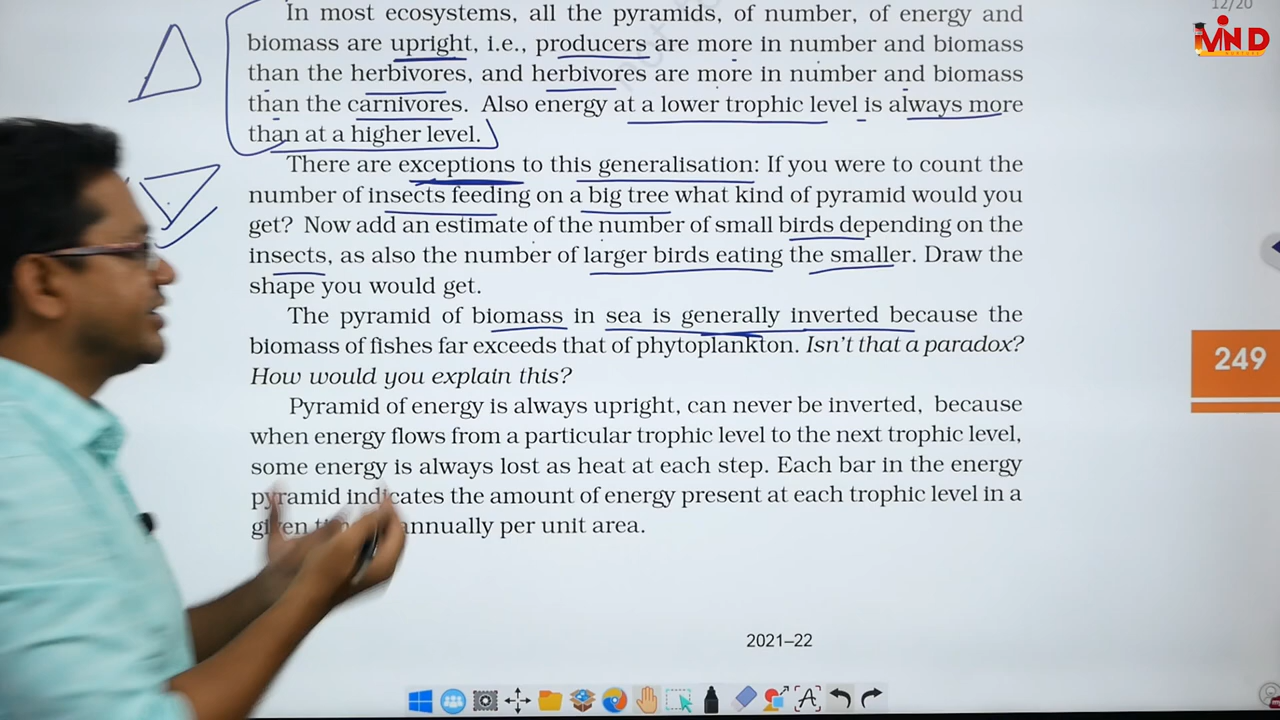 12/20
MIND
In most ecosystems, all the pyramids, of number, of energy and
biomass are upright, i.e., producers are more in number and biomass
than the herbivores, and herbivores are more in number and biomass
than the carnivores. Also energy at a lower trophic level is always more
than at a higher level.
There are exceptions to this generalisation: If you were to count the
number of insects feeding on a big tree what kind of pyramid would you
get? Now add an estimate of the number of small birds depending on the
insects, as also the number of larger birds eating the smaller. Draw the
shape you would get.
The pyramid of biomass in sea is generally inverted because the
biomass of fishes far exceeds that of phytoplankton. Isn't that a paradox?
How would you explain this?
249
Pyramid of energy is always upright, can never be inverted, because
when energy flows from a particular trophic level to the next trophic level,
some energy is always lost as heat at each step. Each bar in the energy
pyramid indicates the amount of energy present at each trophic level in a
given annually per unit area.
2021–22